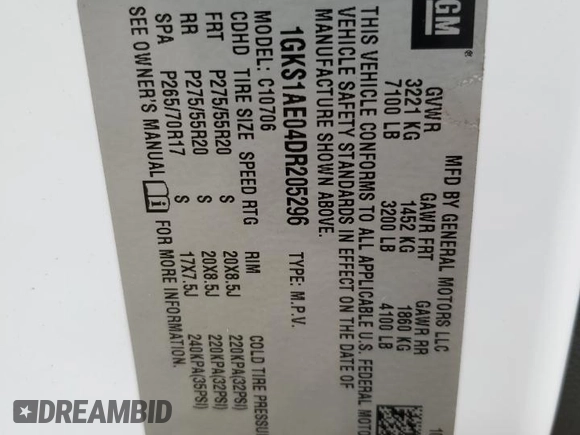 GM
MFD BY GENERAL MOTORS LLC
GVWR GAWR FRT GAWR RR
3221 KG 1452 KG 1860 KG
7100 LB 3200 LB 4100 LB
THIS VEHICLE CONFORMS TO ALL APPLICABLE U.S. FEDERAL
VEHICLE SAFETY STANDARDS IN EFFECT ON THE DATE OF
MANUFACTURE SHOWN ABOVE.
1GKS1AE04DR205296 TYPE: M.P.V.
MODEL: C10706
CDHD TIRE SIZE SPEED RTG RIM COLD TIRE
FRT P275/55R20 S 20X8.5J 220KPA(32PSI)
RR P275/55R20 S 20X8.5J 220KPA(32PSI)
SPA P265/70R17 S 17X7.5J 240KPA(35PSI)
SEE OWNER'S MANUAL FOR MORE INFORMATION.
DREAMBID